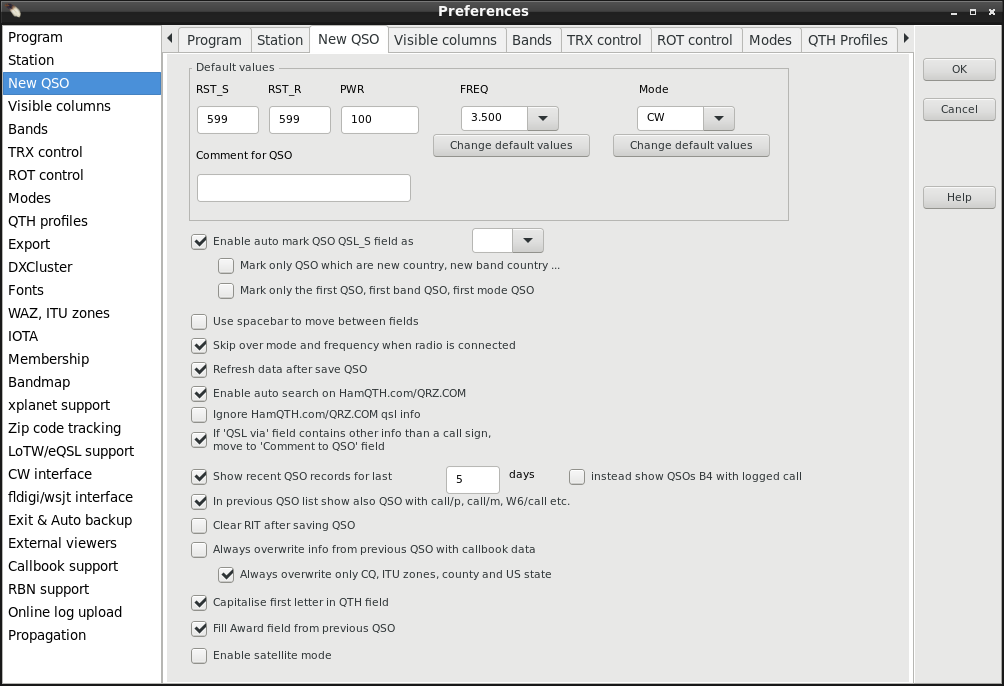 Preferences
Program
Station
New QSO
Visible columns
Bands
TRX control
ROT control
Modes
QTH profiles
Export
DXCluster
Fonts
WAZ, ITU zones
IOTA
Membership
Bandmap
xplanet support
Zip code tracking
LoTW/eQSL support
CW interface
fldigi/wsjt interface
Exit & Auto backup
External viewers
Callbook support
RBN support
Online log upload
Propagation
Program Station New QSO Visible columns Bands TRX control ROT control Modes QTH Profiles
Default values
RST_S RST_R PWR FREQ Mode
599 599 100 3.500 CW
Change default values Change default values
Comment for QSO
Enable auto mark QSO QSL_S field as
Mark only QSO which are new country, new band country ...
Mark only the first QSO, first band QSO, first mode QSO
Use spacebar to move between fields
Skip over mode and frequency when radio is connected
Refresh data after save QSO
Enable auto search on HamQTH.com/QRZ.COM
Ignore HamQTH.com/QRZ.COM qsl info
If 'QSL via' field contains other info than a call sign,
move to 'Comment to QSO' field
Show recent QSO records for last 5 days instead show QSOs B4 with logged call
In previous QSO list show also QSO with call/p, call/m, W6/call etc.
Clear RIT after saving QSO
Always overwrite info from previous QSO with callbook data
Always overwrite only CQ, ITU zones, county and US state
Capitalise first letter in QTH field
Fill Award field from previous QSO
Enable satellite mode
OK
Cancel
Help